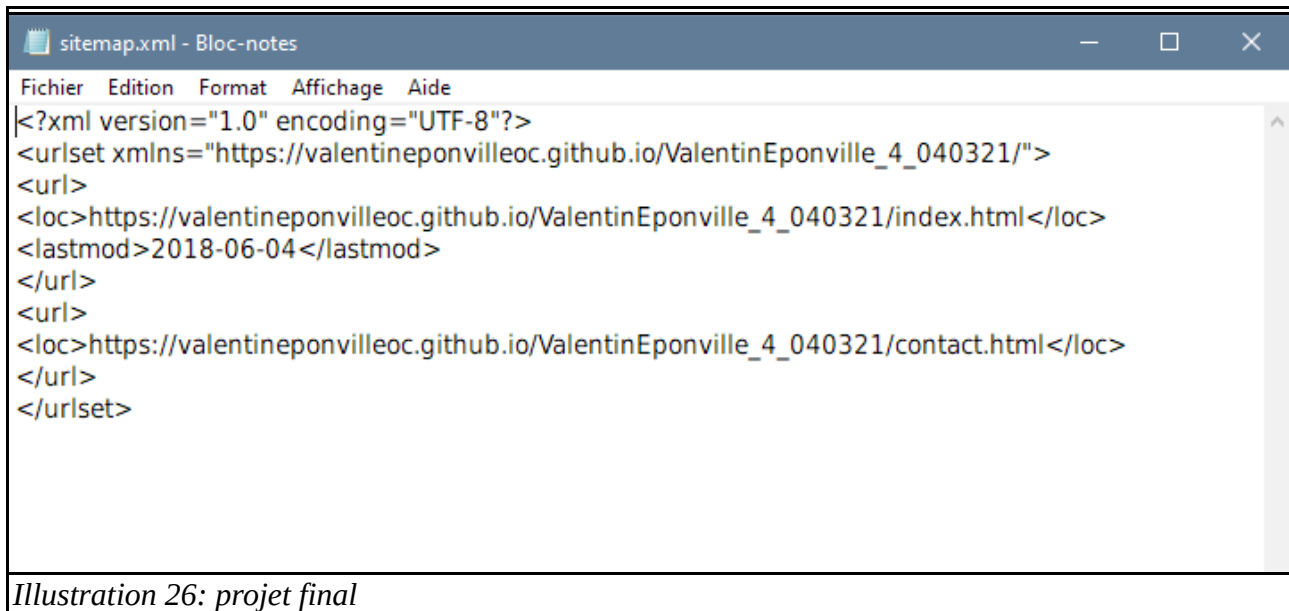 sitemap.xml - Bloc-notes
Fichier Edition Format Affichage Aide
<?xml version="1.0" encoding="UTF-8"?>
<urlset xmlns="https://valentineponvilleoc.github.io/ValentinEponville_4_040321/">
<url>
<loc>https://valentineponvilleoc.github.io/ValentinEponville_4_040321/index.html</loc>
<lastmod>2018-06-04</lastmod>
</url>
<url>
<loc>https://valentineponvilleoc.github.io/ValentinEponville_4_040321/contact.html</loc>
</url>
</urlset>
Illustration 26: projet final